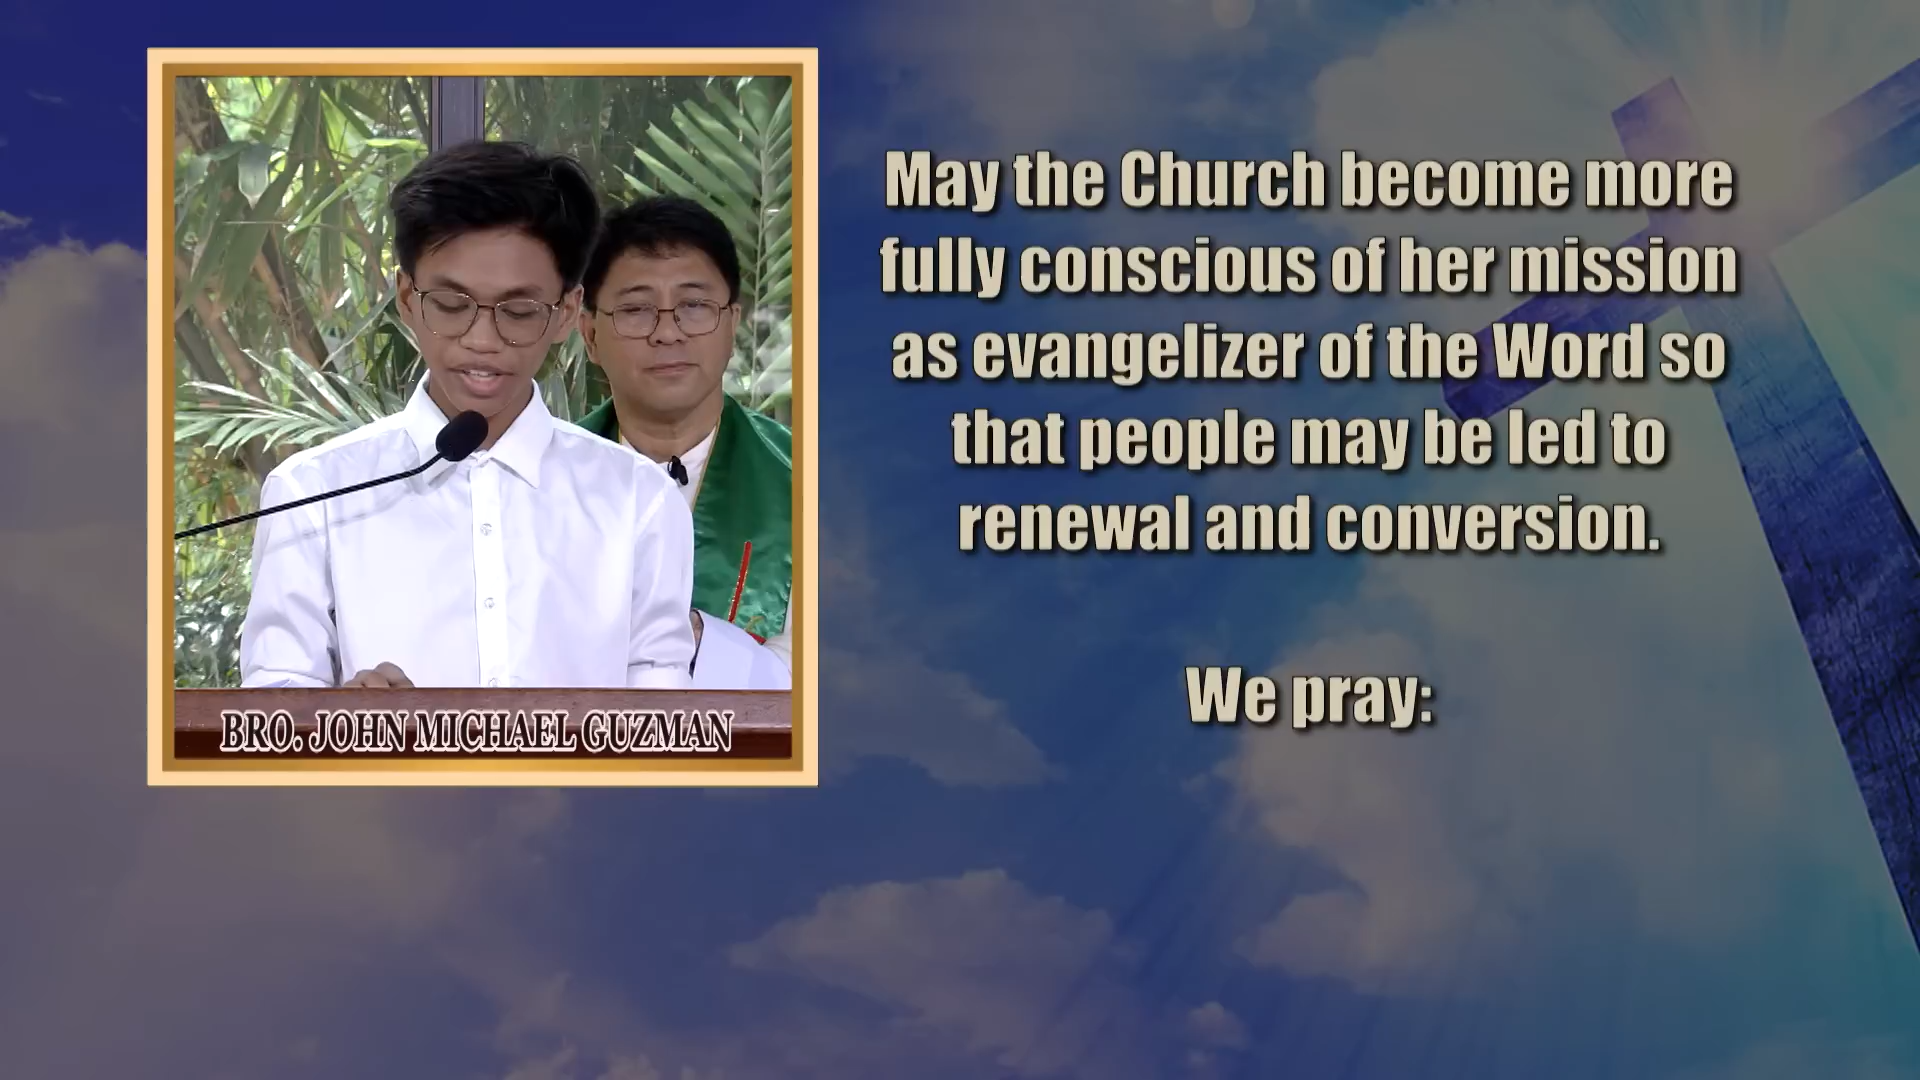 May the Church become more
fully conscious of her mission
as evangelizer of the Word so
that people may be led to
renewal and conversion.
We pray:
BRO. JOHN MICHAEL GUZMAN